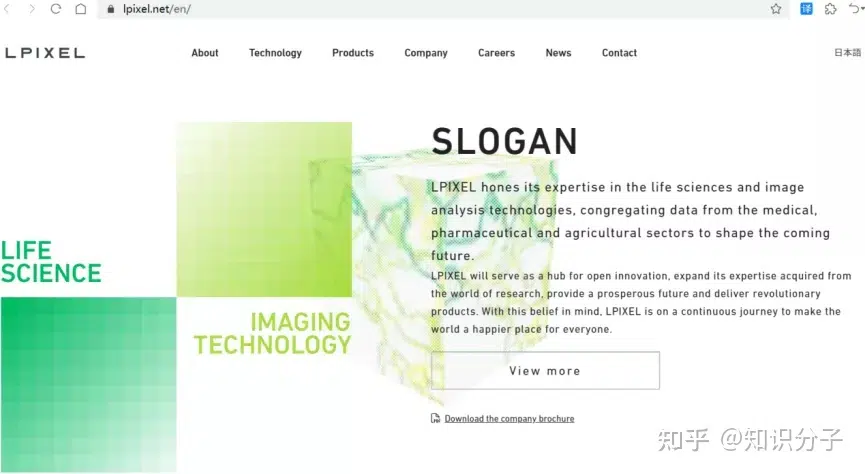 lpixel.net/en/
译
LPIXEL
About Technology Products Company Careers News Contact 日本語
SLOGAN
LPIXEL hones its expertise in the life sciences and image
analysis technologies, congregating data from the medical,
pharmaceutical and agricultural sectors to shape the coming
future.
LPIXEL will serve as a hub for open innovation, expand its expertise acquired from
the world of research, provide a prosperous future and deliver revolutionary
products. With this belief in mind, LPIXEL is on a continuous journey to make the
world a happier place for everyone.
View more
Download the company brochure
LIFE
SCIENCE
IMAGING
TECHNOLOGY
知乎 @知识分子